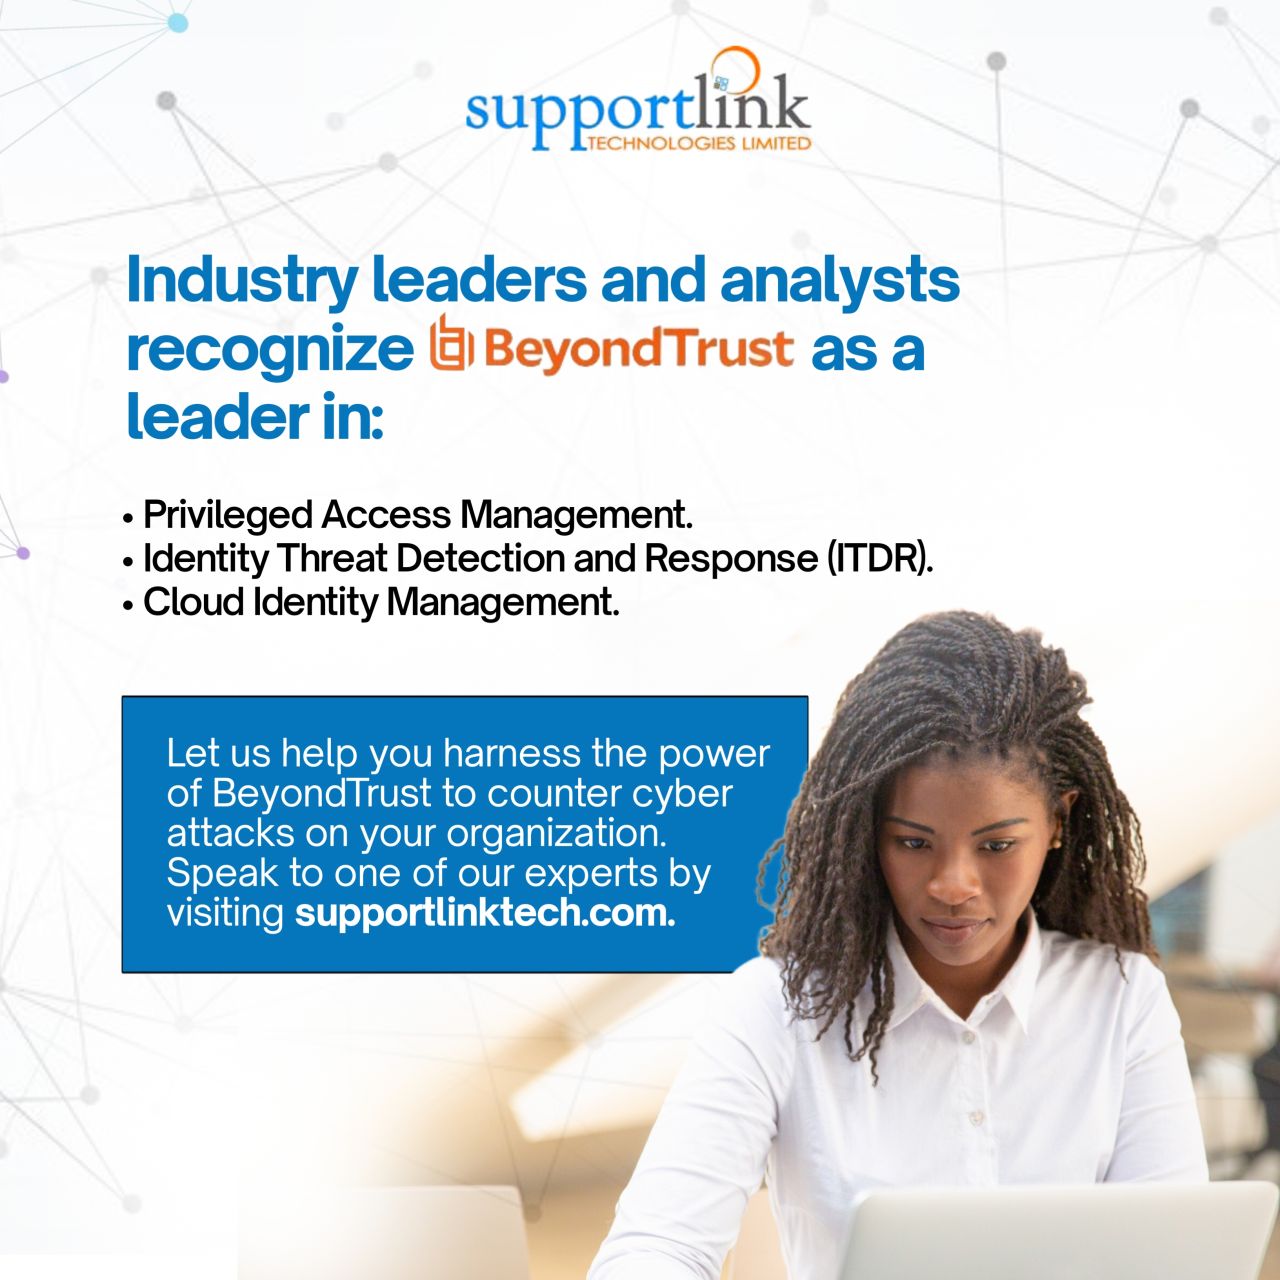 supportlink
TECHNOLOGIES LIMITED
Industry leaders and analysts
recognize BeyondTrust as a
leader in:
• Privileged Access Management.
• Identity Threat Detection and Response (ITDR).
• Cloud Identity Management.
Let us help you harness the power
of BeyondTrust to counter cyber
attacks on your organization.
Speak to one of our experts by
visiting supportlinktech.com.